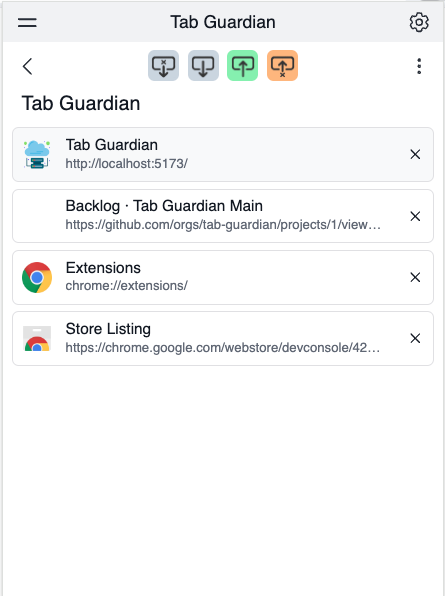 Tab Guardian
Tab Guardian
Tab Guardian
http://localhost:5173/
Backlog · Tab Guardian Main
https://github.com/orgs/tab-guardian/projects/1/view…
Extensions
chrome://extensions/
Store Listing
https://chrome.google.com/webstore/devconsole/42…